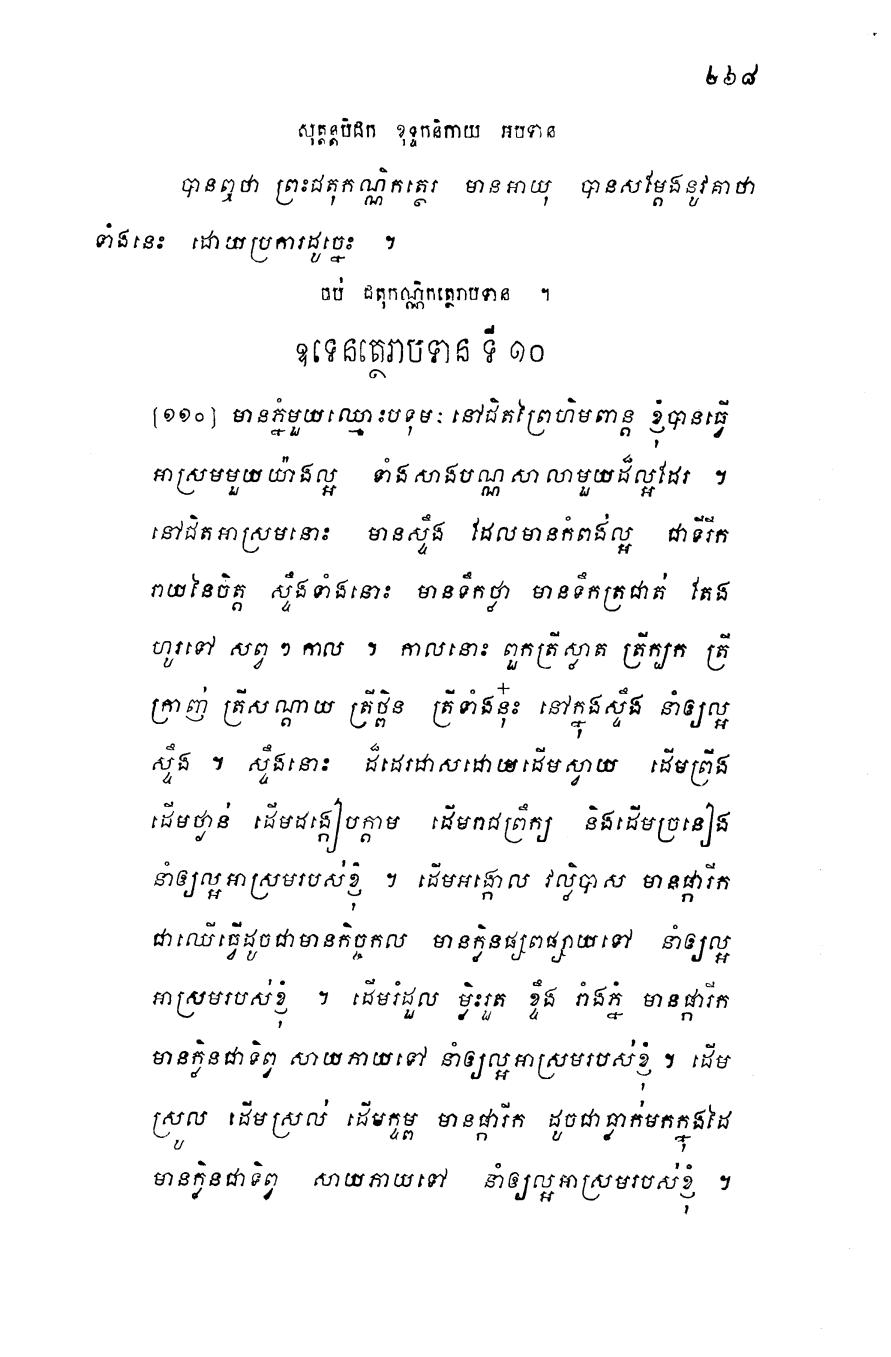 ២៦៨
សុត្តន្តបិដក ខុទ្ទកនិកាយ អបទាន
បានឮថា ព្រះជតុកណ្ណិកត្ថេរ មានអាយុ បានសម្ដែងនូវគាថា
ទាំងនេះ ដោយប្រការដូច្នេះ ។
ចប់ ជតុកណ្ណិកត្ថេរាបទាន ។
ឧទេនត្ថេរាបទាន ទី ១០
[១១០] មានភ្នំមួយឈ្មោះបទុមៈ នៅជិតព្រៃហិមពាន្ត ខ្ញុំបានធ្វើ
អាស្រមមួយយ៉ាងល្អ ទាំងសាងបណ្ណសាលាមួយដ៏ល្អដែរ ។
នៅជិតអាស្រមនោះ មានស្ទឹង ដែលមានកំពង់ល្អ ជាទីរីក
រាយនៃចិត្ត ស្ទឹងទាំងនោះ មានទឹកថ្លា មានទឹកត្រជាត់ តែង
ហូរទៅ សព្វ ៗ កាល ។ កាលនោះ ពួកត្រីស្លាត ត្រីក្បក ត្រី
ក្រាញ់ ត្រីសណ្ដាយ ត្រីថ្ពិន ត្រីទាំងនុ៎ះ នៅក្នុងស្ទឹង នាំឲ្យល្អ
ស្ទឹង ។ ស្ទឹងនោះ ដ៏ដេរដាសដោយដើមស្វាយ ដើមព្រីង
ដើមថ្លាន់ ដើមដង្កៀបក្ដាម ដើមរាជព្រឹក្ស និងដើមច្រនៀង
នាំឲ្យល្អអាស្រមរបស់ខ្ញុំ ។ ដើមអង្កោល វល្លិ៍បាស មានផ្ការីក
ជាឈើធ្វើដូចជាមានកិច្ចកល មានក្លិនផ្សព្វផ្សាយទៅ នាំឲ្យល្អ
អាស្រមរបស់ខ្ញុំ ។ ដើមរំដួល ម្លិះរួត ខ្ទឹង រាំងភ្នំ មានផ្ការីក
មានក្លិនជាទិព្វ សាយភាយទៅ នាំឲ្យល្អអាស្រមរបស់ខ្ញុំ ។ ដើម
ស្រូល ដើមស្រល់ ដើមក្ទុម្ព មានផ្ការីក ដូចជាធ្លាក់មកក្នុងដៃ
មានក្លិនជាទិព្វ សាយភាយទៅ នាំឲ្យល្អអាស្រមរបស់ខ្ញុំ ។